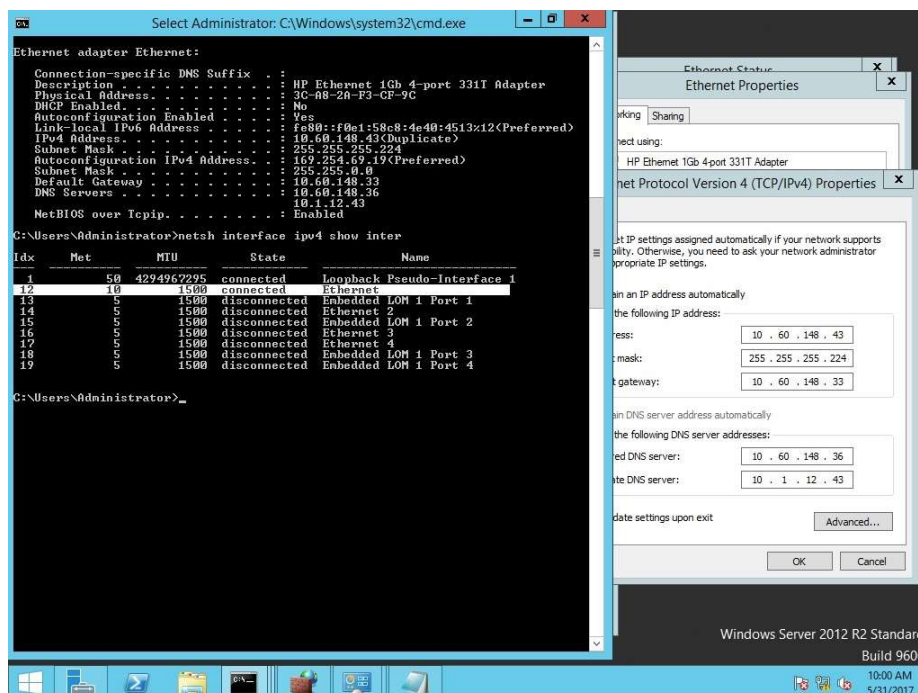 Select Administrator: C:\Windows\system32\cmd.exe
Ethernet adapter Ethernet:
Connection-specific DNS Suffix . :
Description . . . . . . . . . . . : HP Ethernet 1Gb 4-port 331T Adapter
Physical Address. . . . . . . . . : 3C-A8-2A-F3-CF-9C
DHCP Enabled. . . . . . . . . . . : No
Autoconfiguration Enabled . . . . : Yes
Link-local IPv6 Address . . . . . : fe80::f0e1:58c8:4e40:4513%12(Preferred)
IPv4 Address. . . . . . . . . . . : 10.60.148.43(Duplicate)
Subnet Mask . . . . . . . . . . . : 255.255.255.224
Autoconfiguration IPv4 Address. . : 169.254.69.19(Preferred)
Subnet Mask . . . . . . . . . . . : 255.255.0.0
Default Gateway . . . . . . . . . : 10.60.148.33
DNS Servers . . . . . . . . . . . : 10.60.148.36
10.1.12.43
NetBIOS over Tcpip. . . . . . . . : Enabled
C:\Users\Administrator>netsh interface ipv4 show inter
Idx Met MTU State Name
1 50 4294967295 connected Loopback Pseudo-Interface 1
12 10 1500 connected Ethernet
13 5 1500 disconnected Embedded LOM 1 Port 1
14 5 1500 disconnected Ethernet 2
15 5 1500 disconnected Embedded LOM 1 Port 2
16 5 1500 disconnected Ethernet 3
17 5 1500 disconnected Ethernet 4
18 5 1500 disconnected Embedded LOM 1 Port 3
19 5 1500 disconnected Embedded LOM 1 Port 4
C:\Users\Administrator>_
Ethernet Status
Ethernet Properties
rking Sharing
nect using:
HP Ethernet 1Gb 4-port 331T Adapter
net Protocol Version 4 (TCP/IPv4) Properties
et IP settings assigned automatically if your network supports
bility. Otherwise, you need to ask your network administrator
ppropriate IP settings.
ain an IP address automatically
the following IP address:
ress: 10 . 60 . 148 . 43
mask: 255 . 255 . 255 . 224
t gateway: 10 . 60 . 148 . 33
ain DNS server address automatically
the following DNS server addresses:
red DNS server: 10 . 60 . 148 . 36
ate DNS server: 10 . 1 . 12 . 43
idate settings upon exit
Advanced...
OK Cancel
Windows Server 2012 R2 Standar
Build 960
10:00 AM
5/31/2017